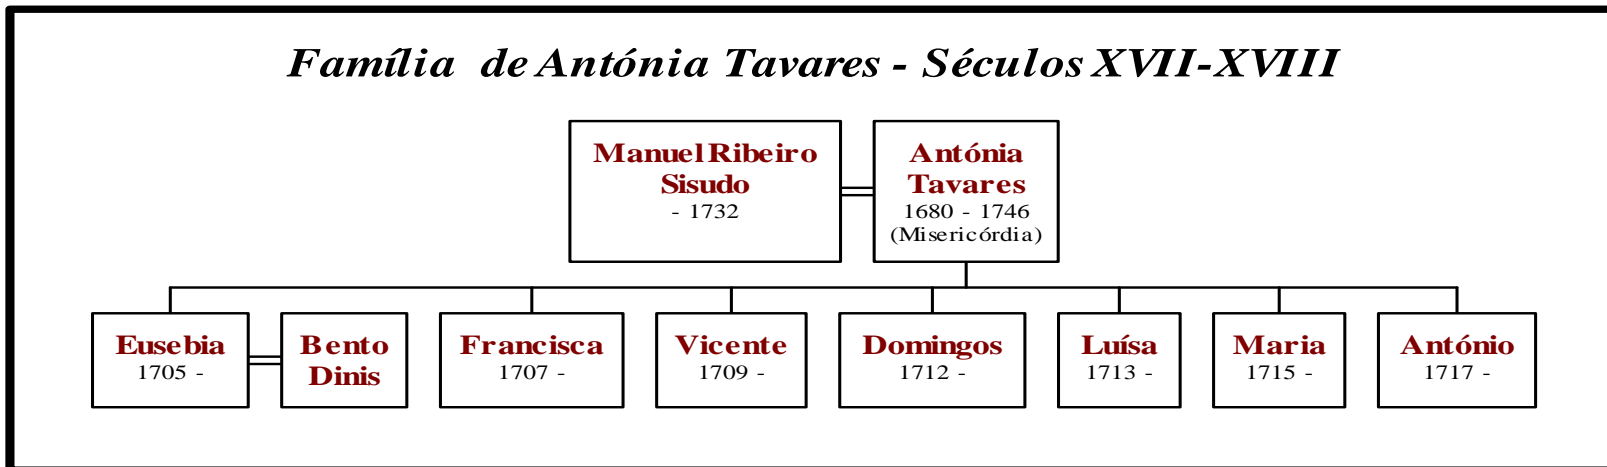 Família de Antónia Tavares - Séculos XVII-XVIII
Manuel Ribeiro
Sisudo
- 1732
Antónia
Tavares
1680 - 1746
(Misericórdia)
Eusebia
1705 -
Bento
Dinis
Francisca
1707 -
Vicente
1709 -
Domingos
1712 -
Luísa
1713 -
Maria
1715 -
António
1717 -